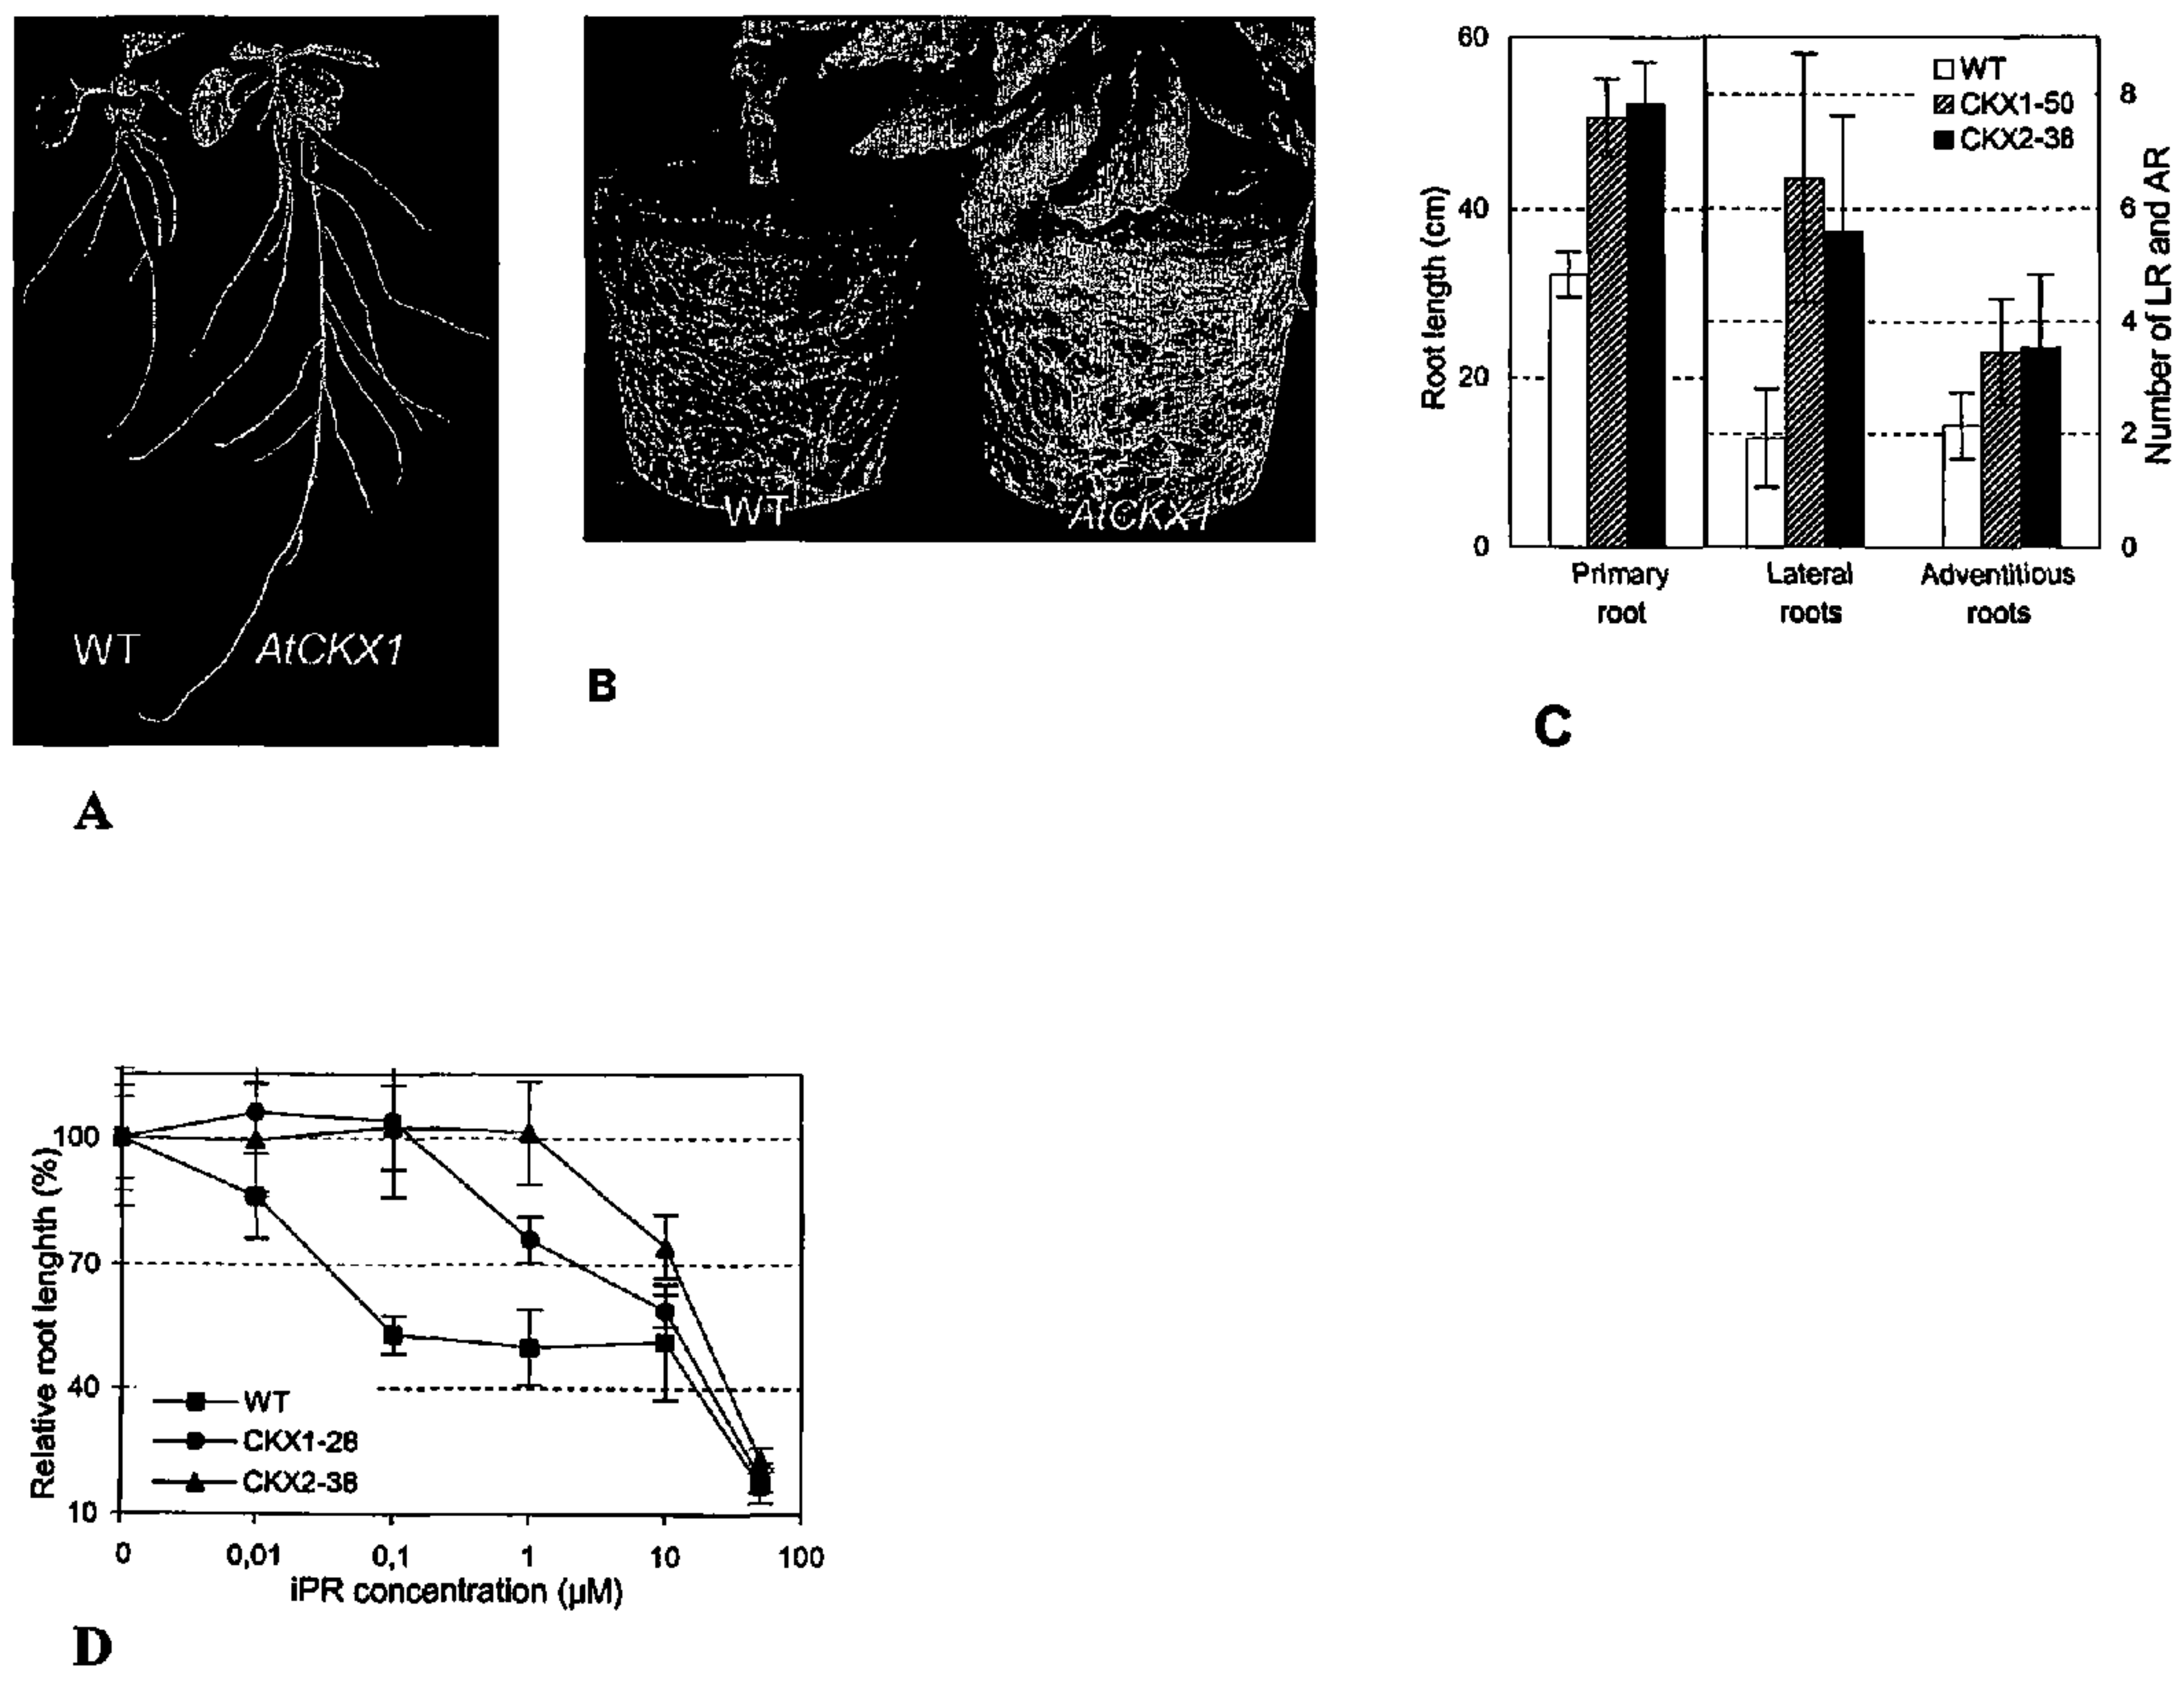 WT AtCKX1
A
WT AtCKX1
B
60
40
20
0
Root length (cm)
WT
CKX1-50
CKX2-38
8
6
4
2
0
Number of LR and AR
Primary root
Lateral roots
Adventitious roots
C
100
70
40
10
Relative root lenghth (%)
WT
CKX1-28
CKX2-38
0 0,01 0,1 1 10 100
iPR concentration (µM)
D